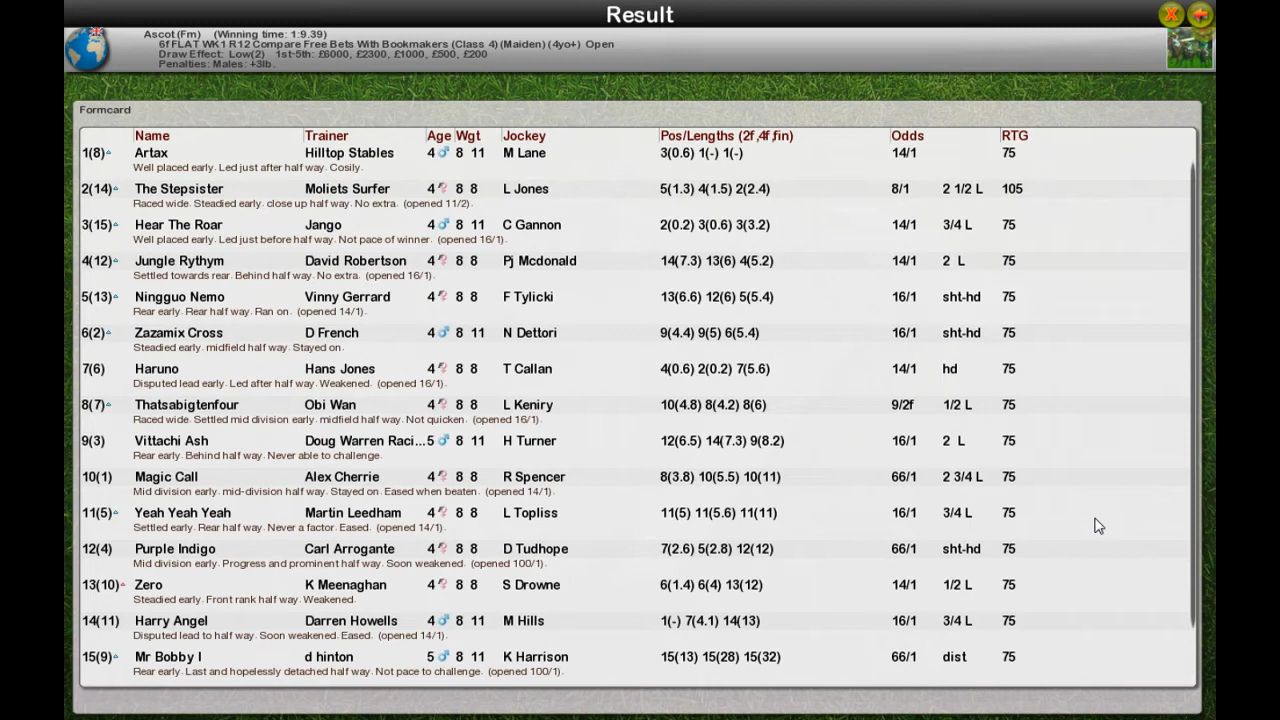 Result
Ascot (Fm) (Winning time: 1:9.39)
6f FLAT WK1 R12 Compare Free Bets With Bookmakers (Class 4) (Maiden) (4yo+) Open
Draw Effect: Low(2) 1st-5th: £6000, £2300, £1000, £500, £200
Penalties: Males: +3lb.
Formcard
Name Trainer Age Wgt Jockey Pos/Lengths (2f,4f,fin) Odds RTG
1(8) Artax Hilltop Stables 4 8 11 M Lane 3(0.6) 1(-) 1(-) 14/1 75
Well placed early. Led just after half way. Cosily.
2(14) The Stepsister Moliets Surfer 4 8 8 L Jones 5(1.3) 4(1.5) 2(2.4) 8/1 2 1/2 L 105
Raced wide. Steadied early. close up half way. No extra. (opened 11/2).
3(15) Hear The Roar Jango 4 8 11 C Gannon 2(0.2) 3(0.6) 3(3.2) 14/1 3/4 L 75
Well placed early. Led just before half way. Not pace of winner. (opened 16/1).
4(12) Jungle Rythym David Robertson 4 8 8 Pj Mcdonald 14(7.3) 13(6) 4(5.2) 14/1 2 L 75
Settled towards rear. Behind half way. No extra. (opened 16/1).
5(13) Ningguo Nemo Vinny Gerrard 4 8 8 F Tylicki 13(6.6) 12(6) 5(5.4) 16/1 sht-hd 75
Rear early. Rear half way. Ran on. (opened 14/1).
6(2) Zazamix Cross D French 4 8 11 N Dettori 9(4.4) 9(5) 6(5.4) 16/1 sht-hd 75
Steadied early. midfield half way. Stayed on.
7(6) Haruno Hans Jones 4 8 8 T Callan 4(0.6) 2(0.2) 7(5.6) 14/1 hd 75
Disputed lead early. Led after half way. Weakened. (opened 16/1).
8(7) Thatsabigtenfour Obi Wan 4 8 8 L Keniry 10(4.8) 8(4.2) 8(6) 9/2f 1/2 L 75
Raced wide. Settled mid division early. midfield half way. Not quicken. (opened 16/1).
9(3) Vittachi Ash Doug Warren Raci... 5 8 11 H Turner 12(6.5) 14(7.3) 9(8.2) 16/1 2 L 75
Rear early. Behind half way. Never able to challenge.
10(1) Magic Call Alex Cherrie 4 8 8 R Spencer 8(3.8) 10(5.5) 10(11) 66/1 2 3/4 L 75
Mid division early. mid-division half way. Stayed on. Eased when beaten. (opened 14/1).
11(5) Yeah Yeah Yeah Martin Leedham 4 8 8 L Topliss 11(5) 11(5.6) 11(11) 16/1 3/4 L 75
Settled early. Rear half way. Never a factor. Eased. (opened 14/1).
12(4) Purple Indigo Carl Arrogante 4 8 8 D Tudhope 7(2.6) 5(2.8) 12(12) 66/1 sht-hd 75
Mid division early. Progress and prominent half way. Soon weakened. (opened 100/1).
13(10) Zero K Meenaghan 4 8 8 S Drowne 6(1.4) 6(4) 13(12) 14/1 1/2 L 75
Steadied early. Front rank half way. Weakened.
14(11) Harry Angel Darren Howells 4 8 11 M Hills 1(-) 7(4.1) 14(13) 16/1 3/4 L 75
Disputed lead to half way. Soon weakened. Eased. (opened 14/1).
15(9) Mr Bobby I d hinton 5 8 11 K Harrison 15(13) 15(28) 15(32) 66/1 dist 75
Rear early. Last and hopelessly detached half way. Not pace to challenge. (opened 100/1).